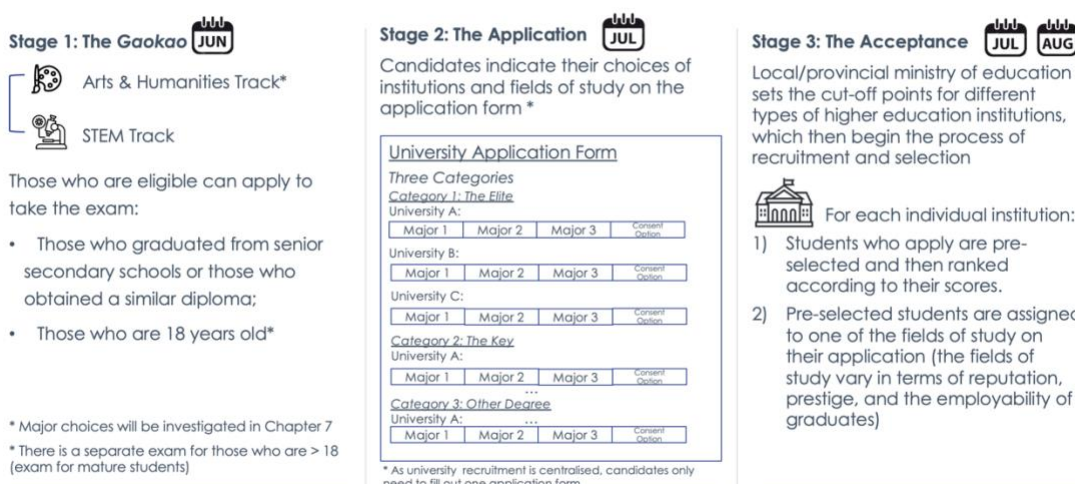 Stage 1: The Gaokao JUN
Arts & Humanities Track*
STEM Track
Those who are eligible can apply to
take the exam:
• Those who graduated from senior
secondary schools or those who
obtained a similar diploma;
• Those who are 18 years old*
* Major choices will be investigated in Chapter 7
* There is a separate exam for those who are > 18
(exam for mature students)
Stage 2: The Application JUL
Candidates indicate their choices of
institutions and fields of study on the
application form *
University Application Form
Three Categories
Category 1: The Elite
University A:
Major 1 Major 2 Major 3 Consent Option
University B:
Major 1 Major 2 Major 3 Consent Option
University C:
Major 1 Major 2 Major 3 Consent Option
Category 2: The Key
University A:
Major 1 Major 2 Major 3 Consent Option
...
Category 3: Other Degree
University A: ...
Major 1 Major 2 Major 3 Consent Option
* As university recruitment is centralised, candidates only
need to fill out one application form
Stage 3: The Acceptance JUL AUG
Local/provincial ministry of education
sets the cut-off points for different
types of higher education institutions,
which then begin the process of
recruitment and selection
For each individual institution:
1) Students who apply are pre-
selected and then ranked
according to their scores.
2) Pre-selected students are assigned
to one of the fields of study on
their application (the fields of
study vary in terms of reputation,
prestige, and the employability of
graduates)